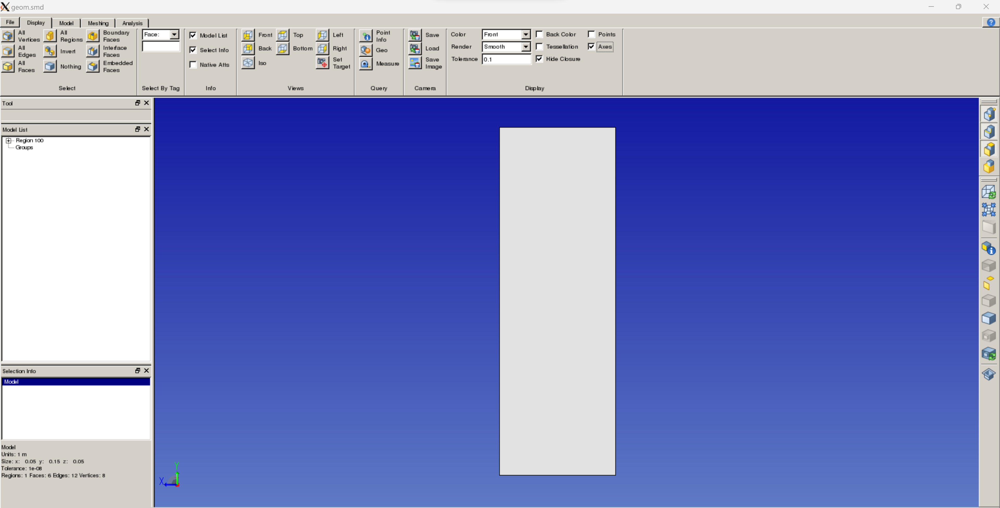 geom.smd
File Display Model Meshing Analysis
All Vertices
All Regions
Boundary Faces
All Edges
Invert
Interface Faces
All Faces
Nothing
Embedded Faces
Select
Face:
Select By Tag
Model List
Select Info
Native Atts
Info
Front Top Left
Back Bottom Right
Iso
Set Target
Views
Point Info
Geo
Measure
Query
Save
Load
Save Image
Camera
Color Front Back Color Points
Render Smooth Tessellation Axes
Tolerance 0.1 Hide Closure
Display
Tool
Model List
Region 100
Groups
Selection Info
Model
Model
Units: 1 m
Size: x: 0.05 y: 0.15 z: 0.05
Tolerance: 1e-08
Regions: 1 Faces: 6 Edges: 12 Vertices: 8
Y
X